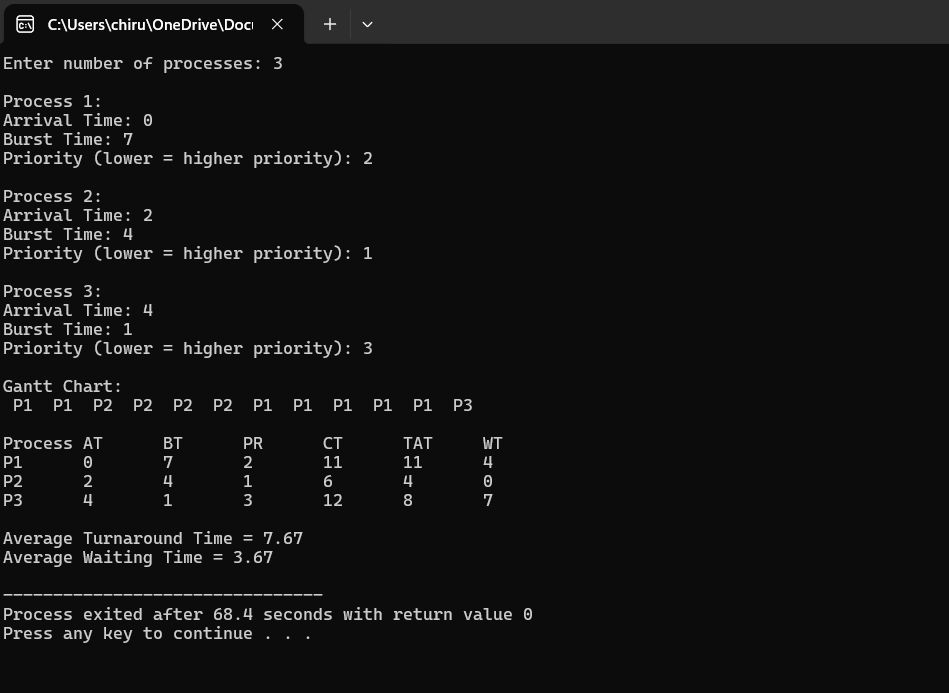 C:\Users\chiru\OneDrive\Doc
Enter number of processes: 3
Process 1:
Arrival Time: 0
Burst Time: 7
Priority (lower = higher priority): 2
Process 2:
Arrival Time: 2
Burst Time: 4
Priority (lower = higher priority): 1
Process 3:
Arrival Time: 4
Burst Time: 1
Priority (lower = higher priority): 3
Gantt Chart:
P1 P1 P2 P2 P2 P2 P1 P1 P1 P1 P1 P3
Process AT BT PR CT TAT WT
P1 0 7 2 11 11 4
P2 2 4 1 6 4 0
P3 4 1 3 12 8 7
Average Turnaround Time = 7.67
Average Waiting Time = 3.67
--------------------------------
Process exited after 68.4 seconds with return value 0
Press any key to continue . . .